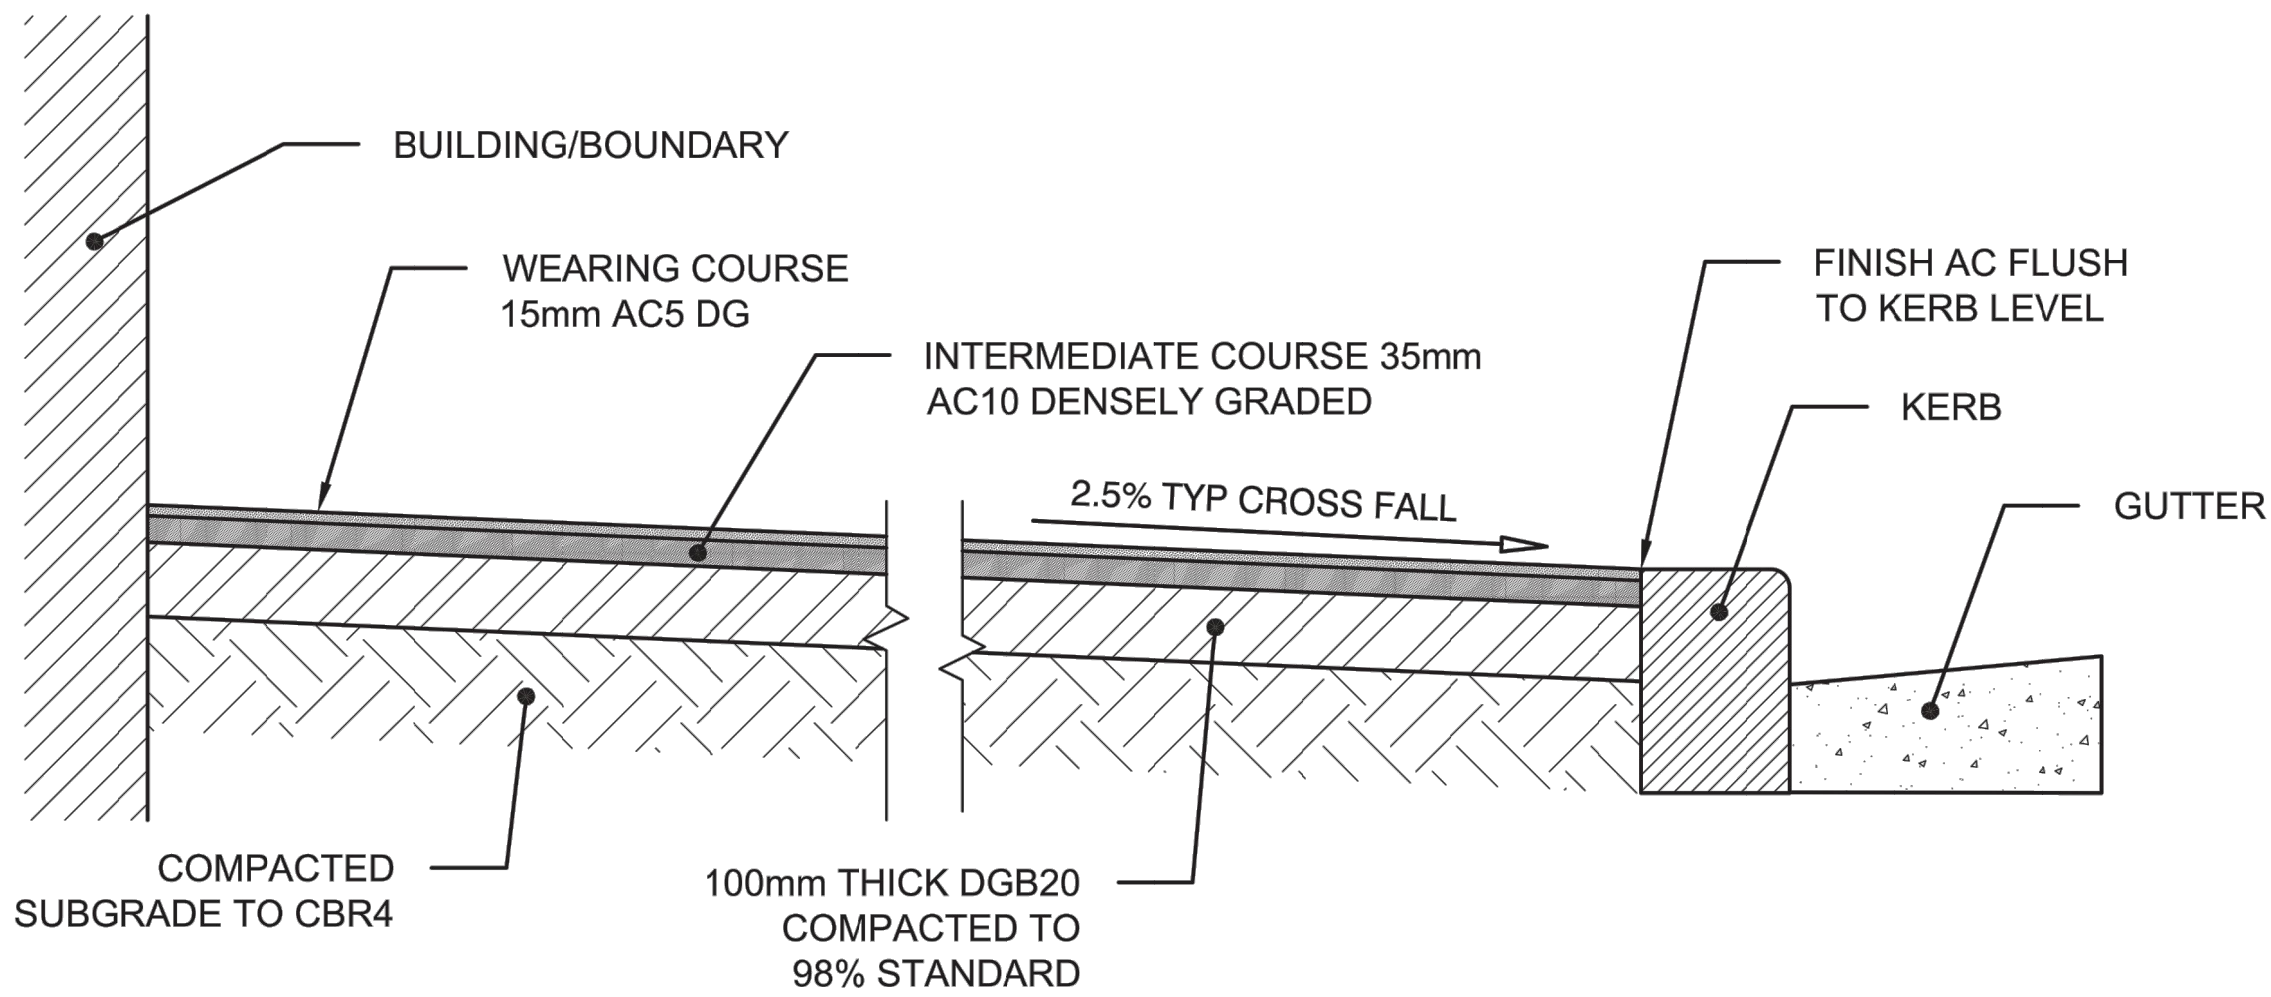 BUILDING/BOUNDARY
WEARING COURSE
15mm AC5 DG
FINISH AC FLUSH
TO KERB LEVEL
INTERMEDIATE COURSE 35mm
AC10 DENSELY GRADED
KERB
2.5% TYP CROSS FALL
GUTTER
COMPACTED
SUBGRADE TO CBR4
100mm THICK DGB20
COMPACTED TO
98% STANDARD